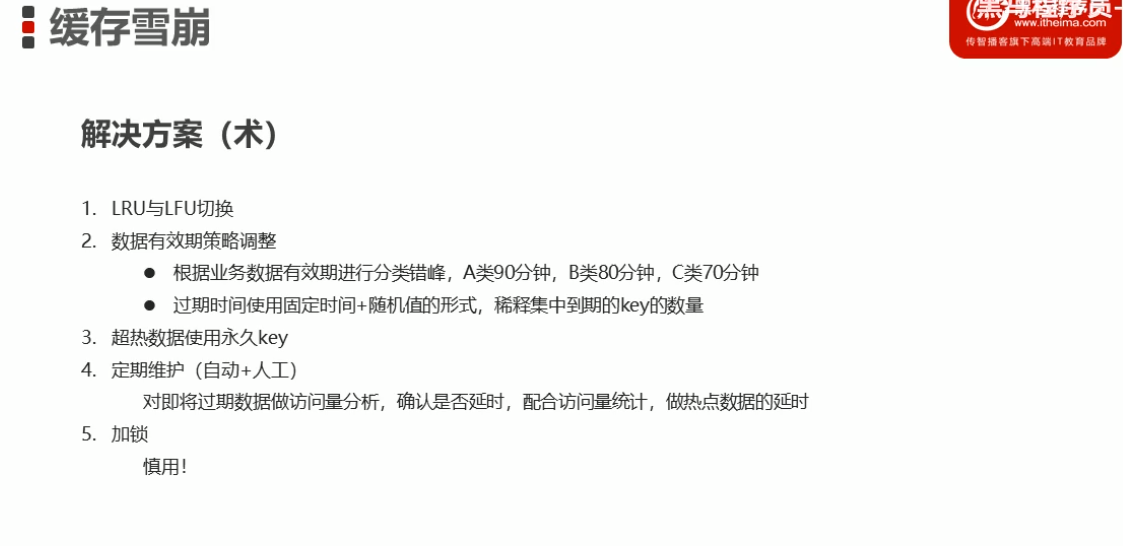 缓存雪崩
黑马程序员-
www.itheima.com
传智播客旗下高端IT教育品牌
解决方案（术）
1. LRU与LFU切换
2. 数据有效期策略调整
● 根据业务数据有效期进行分类错峰，A类90分钟，B类80分钟，C类70分钟
● 过期时间使用固定时间+随机值的形式，稀释集中到期的key的数量
3. 超热数据使用永久key
4. 定期维护（自动+人工）
对即将过期数据做访问量分析，确认是否延时，配合访问量统计，做热点数据的延时
5. 加锁
慎用！